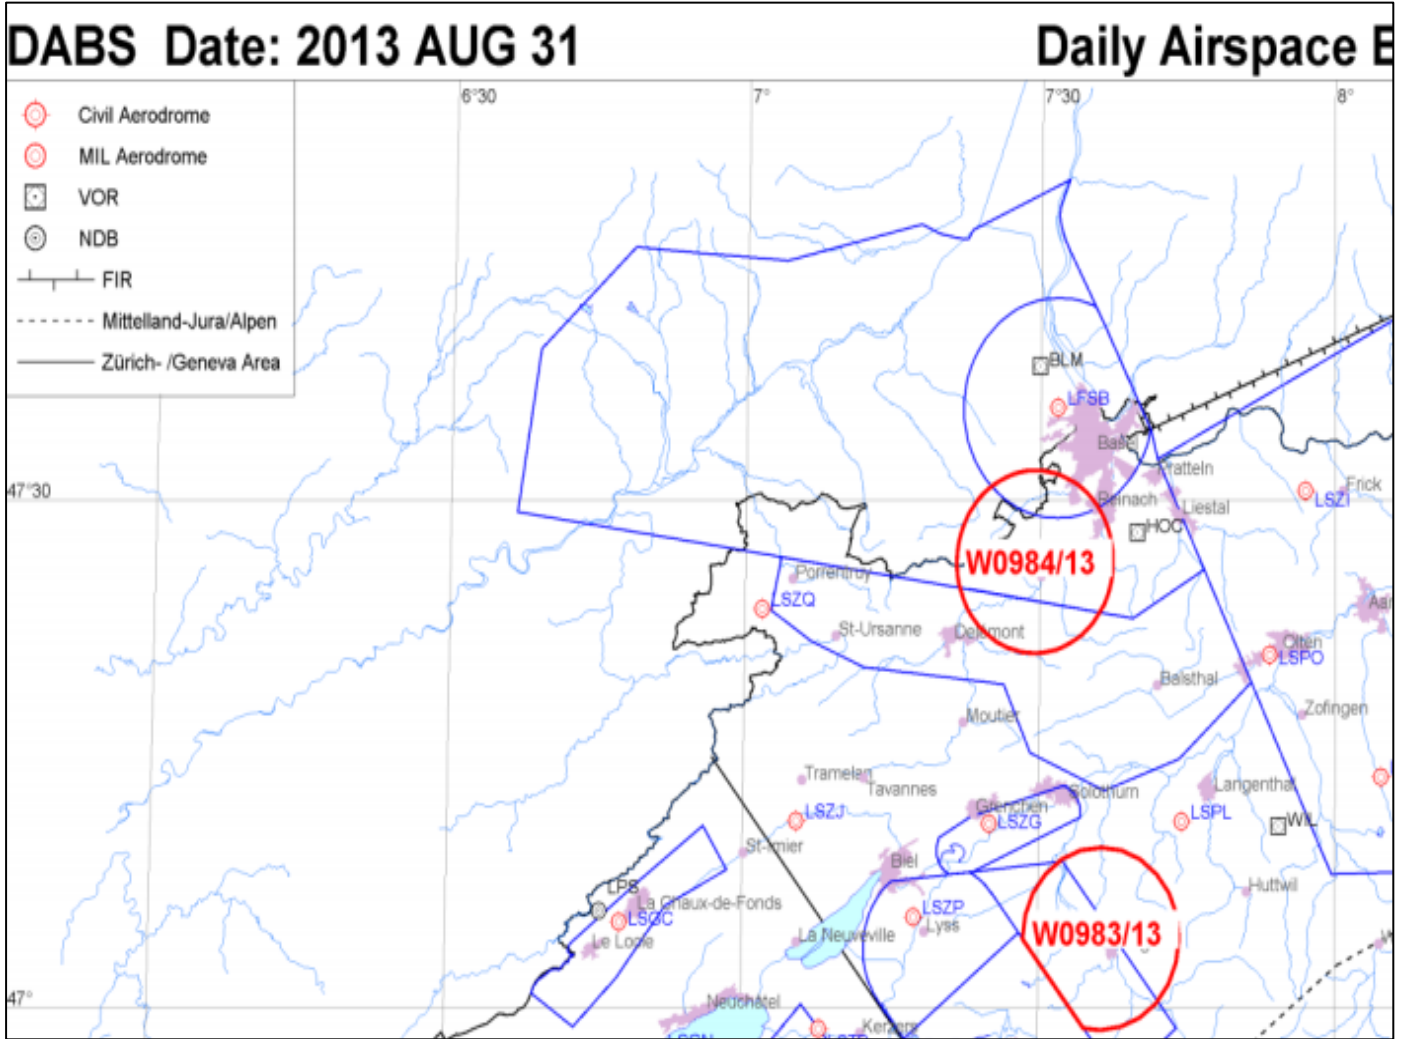 DABS Date: 2013 AUG 31
Daily Airspace B
6°30
7°
7°30
8°
Civil Aerodrome
MIL Aerodrome
VOR
NDB
FIR
Mittelland-Jura/Alpen
Zürich- /Geneva Area
BLM
LFSB
Basel
Pratteln
47°30
Reinach
Liestal
LSZI
Frick
HOC
W0984/13
Porrentruy
LSZQ
St-Ursanne
Delémont
Olten
LSPO
Balsthal
Zofingen
Moutier
Tramelan
Tavannes
Langenthal
Grenchen
Solothurn
LSZJ
LSZG
LSPL
WIL
St-Imier
Biel
LPS
La Chaux-de-Fonds
LSGC
Huttwil
LSZP
Lyss
Le Locle
La Neuveville
W0983/13
47°
Neuchâtel
Kerzers